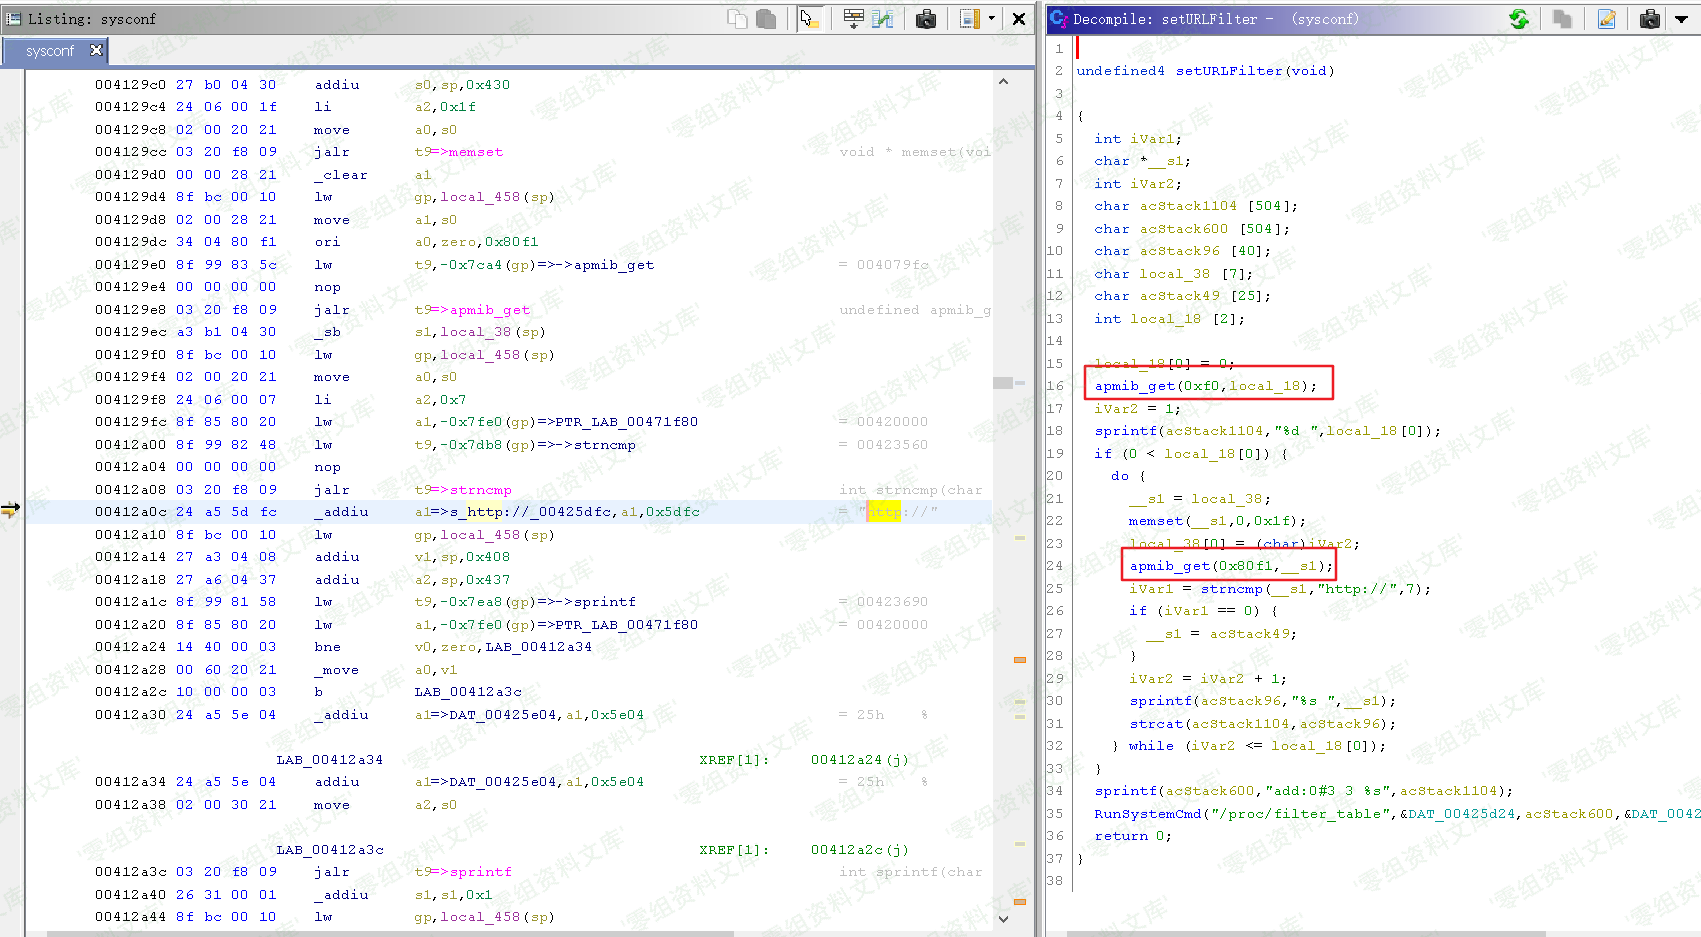 Listing: sysconf
sysconf
004129c0 27 b0 04 30 addiu s0,sp,0x430
004129c4 24 06 00 1f li a2,0x1f
004129c8 02 00 20 21 move a0,s0
004129cc 03 20 f8 09 jalr t9=>memset void * memset(voi
004129d0 00 00 28 21 _clear a1
004129d4 8f bc 00 10 lw gp,local_458(sp)
004129d8 02 00 28 21 move a1,s0
004129dc 34 04 80 f1 ori a0,zero,0x80f1
004129e0 8f 99 83 5c lw t9,-0x7ca4(gp)=>->apmib_get = 004079fc
004129e4 00 00 00 00 nop
004129e8 03 20 f8 09 jalr t9=>apmib_get undefined apmib_g
004129ec a3 b1 04 30 _sb s1,local_38(sp)
004129f0 8f bc 00 10 lw gp,local_458(sp)
004129f4 02 00 20 21 move a0,s0
004129f8 24 06 00 07 li a2,0x7
004129fc 8f 85 80 20 lw a1,-0x7fe0(gp)=>PTR_LAB_00471f80 = 00420000
00412a00 8f 99 82 48 lw t9,-0x7db8(gp)=>->strncmp = 00423560
00412a04 00 00 00 00 nop
00412a08 03 20 f8 09 jalr t9=>strncmp int strncmp(char
00412a0c 24 a5 5d fc _addiu a1=>s_http://_00425dfc,a1,0x5dfc = "http://"
00412a10 8f bc 00 10 lw gp,local_458(sp)
00412a14 27 a3 04 08 addiu v1,sp,0x408
00412a18 27 a6 04 37 addiu a2,sp,0x437
00412a1c 8f 99 81 58 lw t9,-0x7ea8(gp)=>->sprintf = 00423690
00412a20 8f 85 80 20 lw a1,-0x7fe0(gp)=>PTR_LAB_00471f80 = 00420000
00412a24 14 40 00 03 bne v0,zero,LAB_00412a34
00412a28 00 60 20 21 _move a0,v1
00412a2c 10 00 00 03 b LAB_00412a3c
00412a30 24 a5 5e 04 _addiu a1=>DAT_00425e04,a1,0x5e04 = 25h %
LAB_00412a34 XREF[1]: 00412a24(j)
00412a34 24 a5 5e 04 addiu a1=>DAT_00425e04,a1,0x5e04 = 25h %
00412a38 02 00 30 21 move a2,s0
LAB_00412a3c XREF[1]: 00412a2c(j)
00412a3c 03 20 f8 09 jalr t9=>sprintf int sprintf(char
00412a40 26 31 00 01 _addiu s1,s1,0x1
00412a44 8f bc 00 10 lw gp,local_458(sp)
Decompile: setURLFilter - (sysconf)
1
2 undefined4 setURLFilter(void)
3
4 {
5 int iVar1;
6 char *__s1;
7 int iVar2;
8 char acStack1104 [504];
9 char acStack600 [504];
10 char acStack96 [40];
11 char local_38 [7];
12 char acStack49 [25];
13 int local_18 [2];
14
15 local_18[0] = 0;
16 apmib_get(0xf0,local_18);
17 iVar2 = 1;
18 sprintf(acStack1104,"%d ",local_18[0]);
19 if (0 < local_18[0]) {
20 do {
21 __s1 = local_38;
22 memset(__s1,0,0x1f);
23 local_38[0] = (char)iVar2;
24 apmib_get(0x80f1,__s1);
25 iVar1 = strncmp(__s1,"http://",7);
26 if (iVar1 == 0) {
27 __s1 = acStack49;
28 }
29 iVar2 = iVar2 + 1;
30 sprintf(acStack96,"%s ",__s1);
31 strcat(acStack1104,acStack96);
32 } while (iVar2 <= local_18[0]);
33 }
34 sprintf(acStack600,"add:0#3 3 %s",acStack1104);
35 RunSystemCmd("/proc/filter_table",&DAT_00425d24,acStack600,&DAT_0042
36 return 0;
37 }
38
零组资料文库